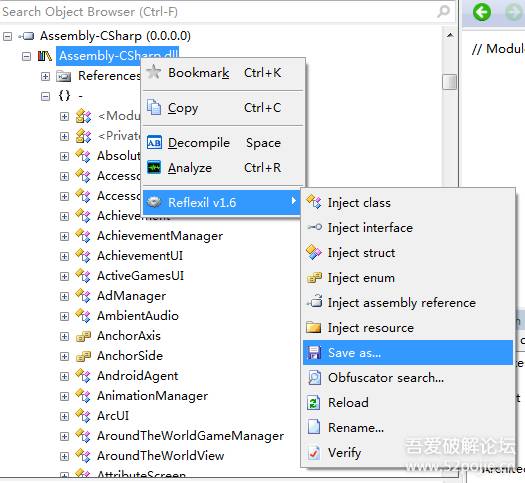 Search Object Browser (Ctrl-F)
Assembly-CSharp (0.0.0.0)
// Modul
Assembly-CSharp.dll
References
{ } -
<Modu
<Private
Absolut
Accesso
Accesso
Achievement
AchievementManager
AchievementUI
ActiveGamesUI
AdManager
AmbientAudio
AnchorAxis
AnchorSide
AndroidAgent
AnimationManager
ArcUI
AroundTheWorldGameManager
AroundTheWorldView
AttributeScreen
Bookmark Ctrl+K
Copy Ctrl+C
Decompile Space
Analyze Ctrl+R
Reflexil v1.6
Inject class
Inject interface
Inject struct
Inject enum
Inject assembly reference
Inject resource
Save as...
Obfuscator search...
Reload
Rename...
Verify
吾爱破解论坛
www.52pojie.cn